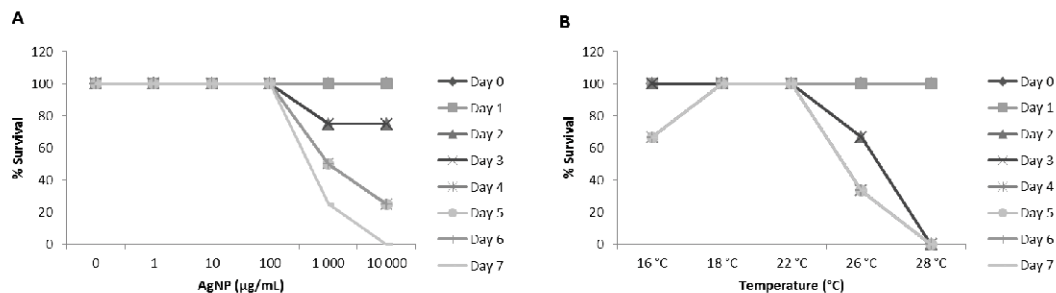 A
120
100
80
60
40
20
0
% Survival
0 1 10 100 1 000 10 000
AgNP (µg/mL)
Day 0
Day 1
Day 2
Day 3
Day 4
Day 5
Day 6
Day 7
B
120
100
80
60
40
20
0
% Survival
16 °C 18 °C 22 °C 26 °C 28 °C
Temperature (°C)
Day 0
Day 1
Day 2
Day 3
Day 4
Day 5
Day 6
Day 7